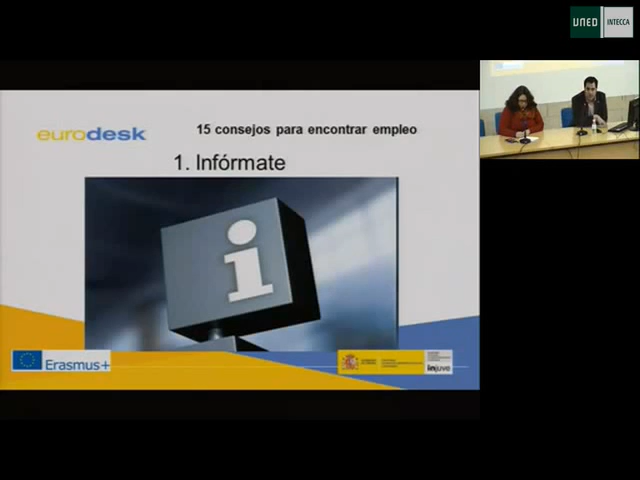 UNED
INTECCA
eurodesk
15 consejos para encontrar empleo
1. Infórmate
i
Erasmus+
injuve